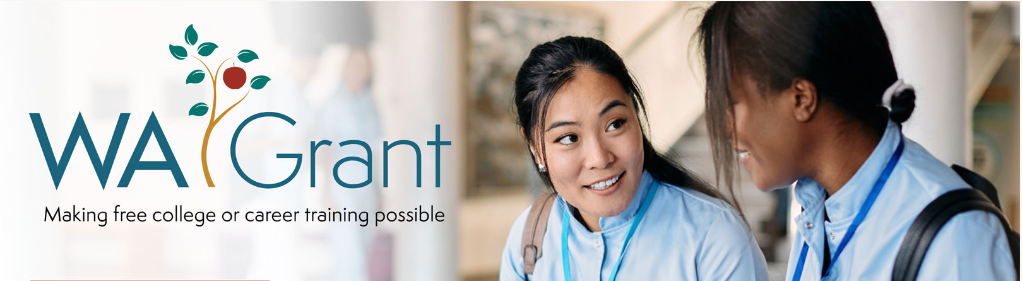 WA Grant
Making free college or career training possible